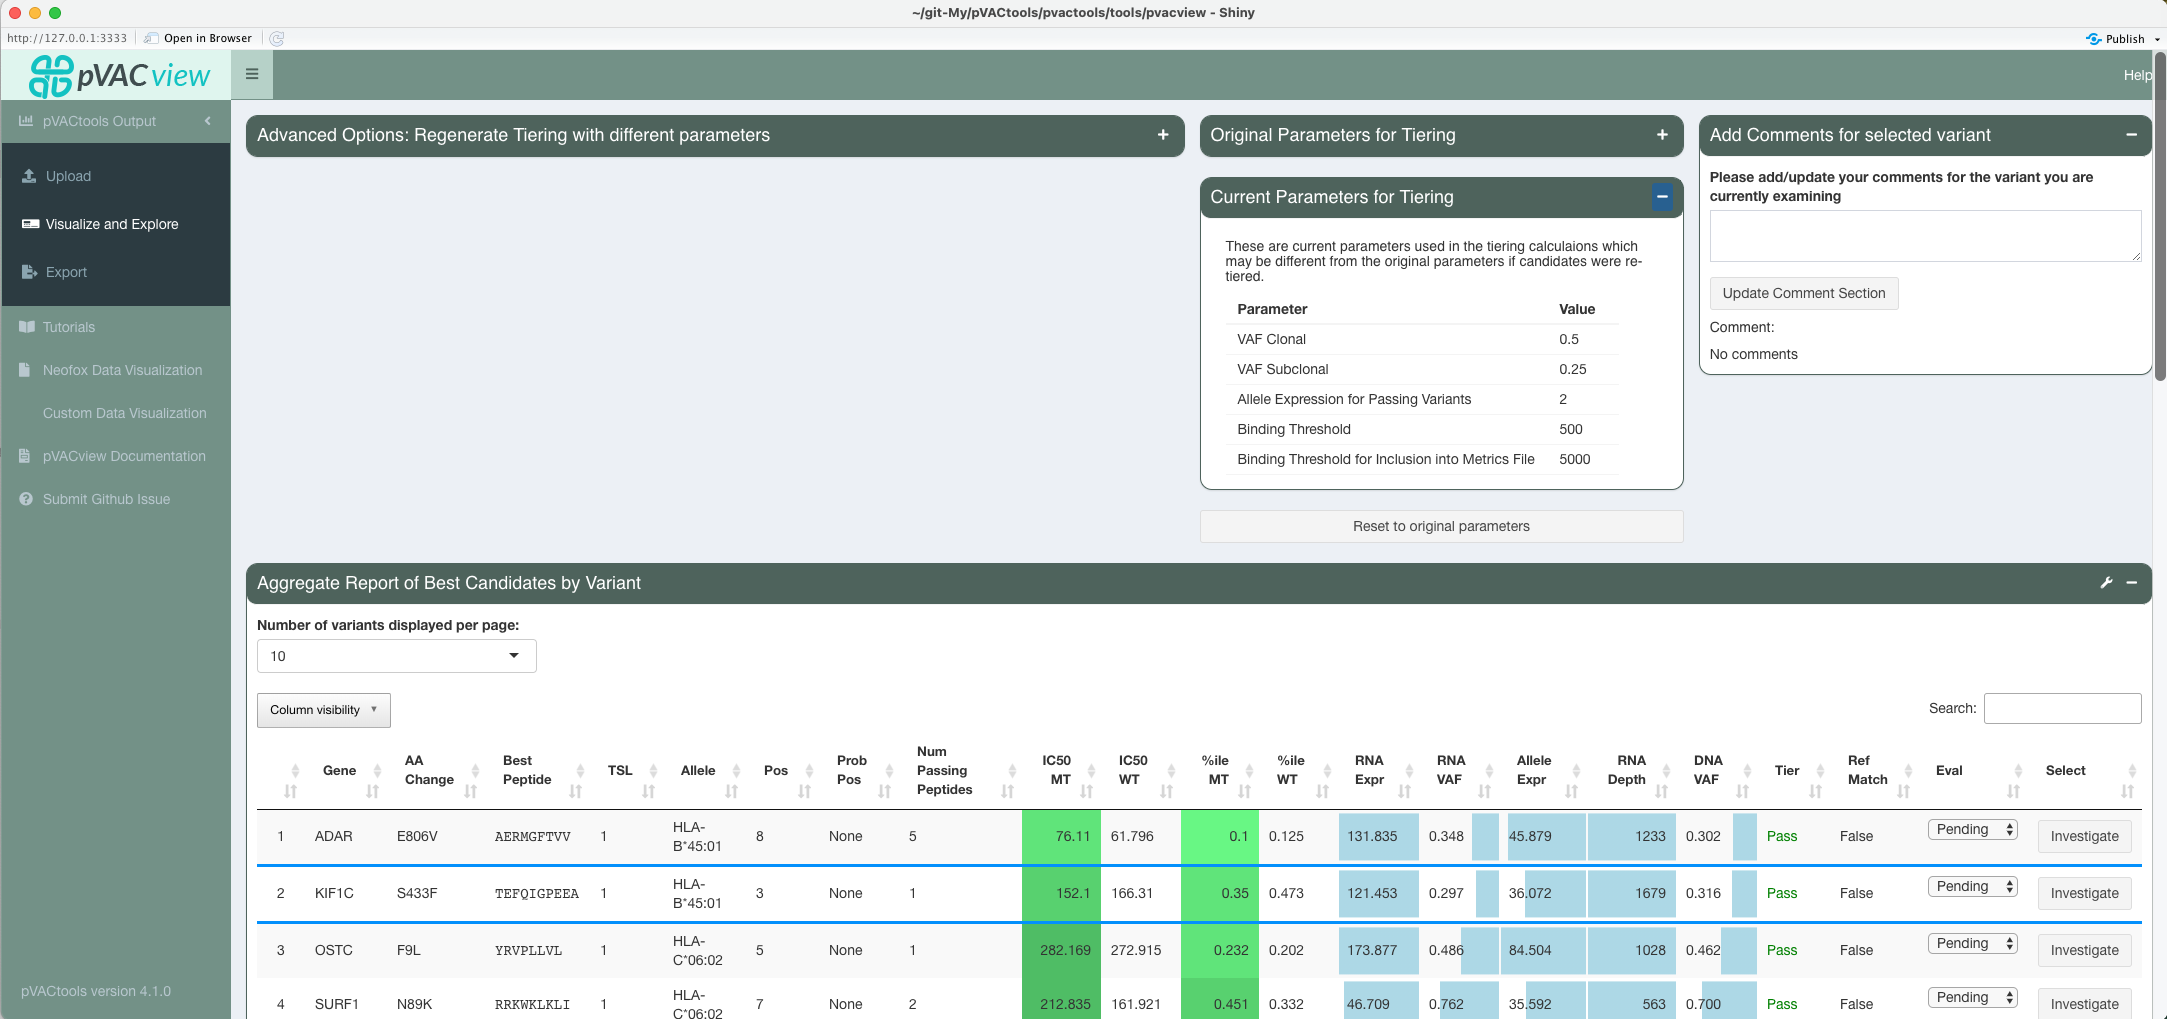 ~/git-My/pVACtools/pvactools/tools/pvacview - Shiny
http://127.0.0.1:3333
Open in Browser
Publish
pVACview
Help
pVACtools Output
Upload
Visualize and Explore
Export
Tutorials
Neofox Data Visualization
Custom Data Visualization
pVACview Documentation
Submit Github Issue
pVACtools version 4.1.0
Advanced Options: Regenerate Tiering with different parameters
Original Parameters for Tiering
Current Parameters for Tiering
These are current parameters used in the tiering calculaions which
may be different from the original parameters if candidates were re-
tiered.
Parameter Value
VAF Clonal 0.5
VAF Subclonal 0.25
Allele Expression for Passing Variants 2
Binding Threshold 500
Binding Threshold for Inclusion into Metrics File 5000
Reset to original parameters
Add Comments for selected variant
Please add/update your comments for the variant you are
currently examining
Update Comment Section
Comment:
No comments
Aggregate Report of Best Candidates by Variant
Number of variants displayed per page:
10
Column visibility
Search:
Gene AA Change Best Peptide TSL Allele Pos Prob Pos Num Passing Peptides IC50 MT IC50 WT %ile MT %ile WT RNA Expr RNA VAF Allele Expr RNA Depth DNA VAF Tier Ref Match Eval Select
1 ADAR E806V AERMGFTVV 1 HLA-B*45:01 8 None 5 76.11 61.796 0.1 0.125 131.835 0.348 45.879 1233 0.302 Pass False Pending Investigate
2 KIF1C S433F TEFQIGPEEA 1 HLA-B*45:01 3 None 1 152.1 166.31 0.35 0.473 121.453 0.297 36.072 1679 0.316 Pass False Pending Investigate
3 OSTC F9L YRVPLLVL 1 HLA-C*06:02 5 None 1 282.169 272.915 0.232 0.202 173.877 0.486 84.504 1028 0.462 Pass False Pending Investigate
4 SURF1 N89K RRKWKLKLI 1 HLA-C*06:02 7 None 2 212.835 161.921 0.451 0.332 46.709 0.762 35.592 563 0.700 Pass False Pending Investigate